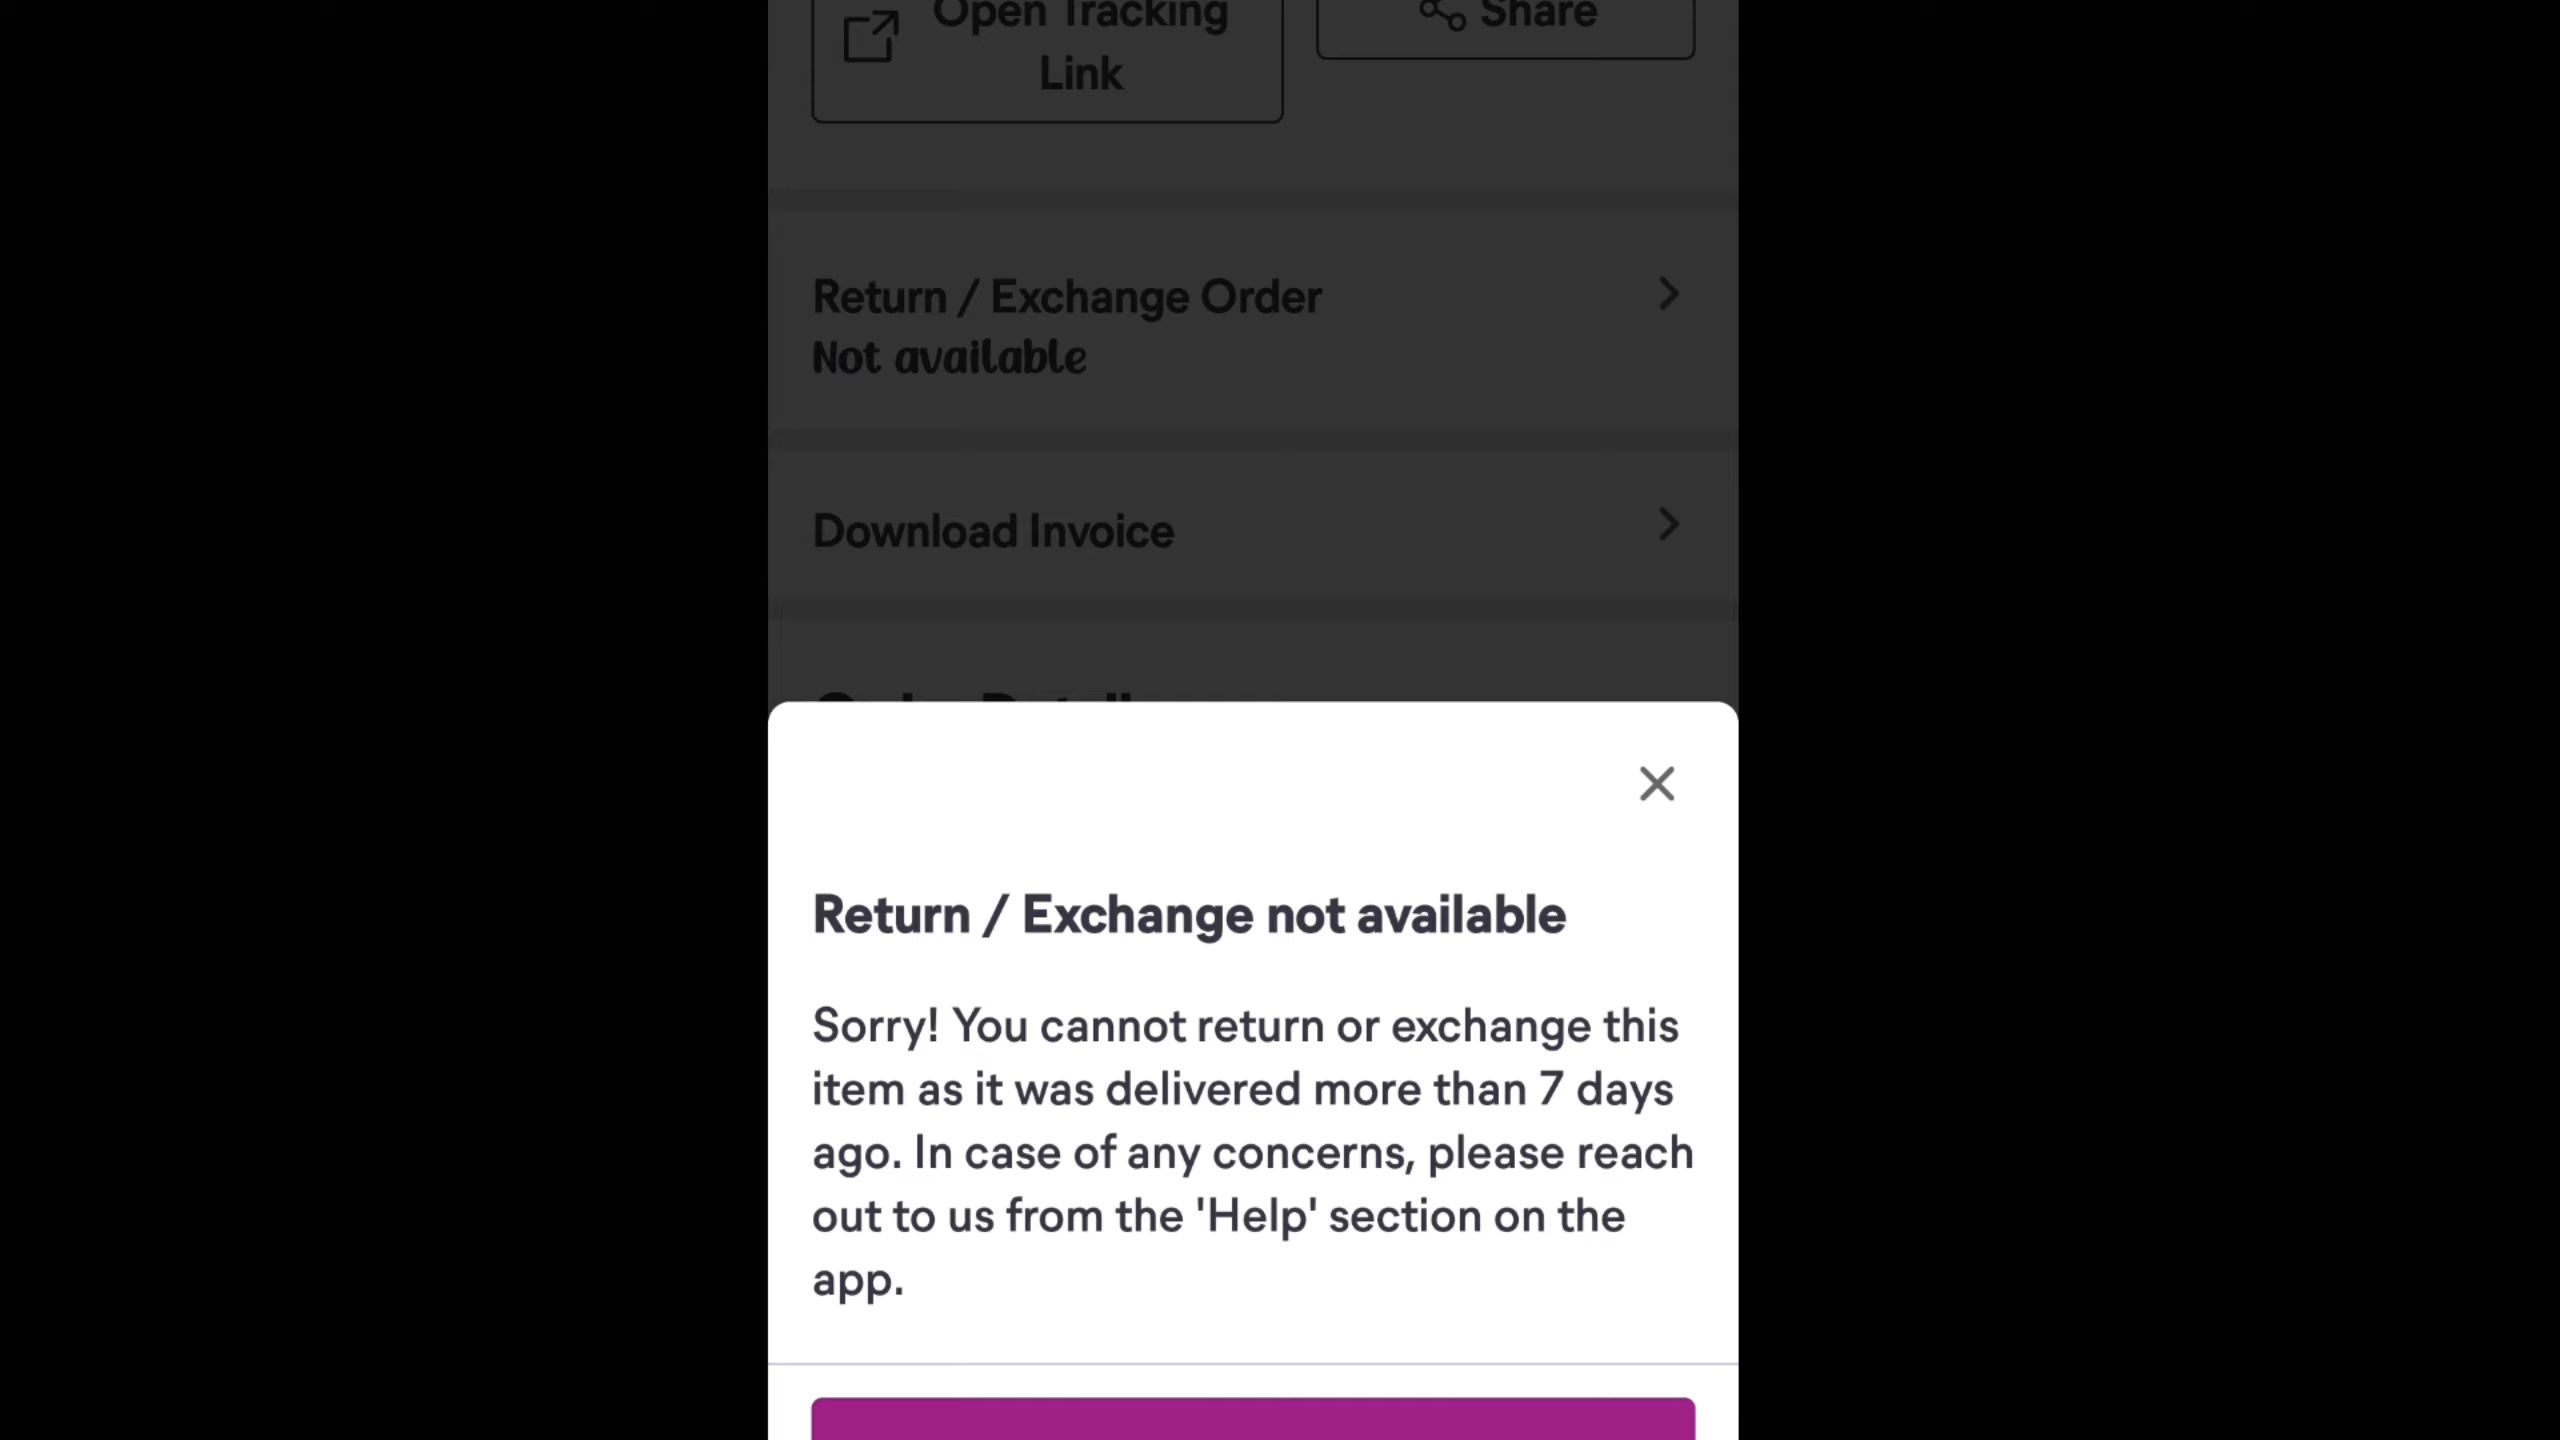 Open Tracking
Link
Share
Return / Exchange Order
Not available
Download Invoice
Return / Exchange not available
Sorry! You cannot return or exchange this
item as it was delivered more than 7 days
ago. In case of any concerns, please reach
out to us from the 'Help' section on the
app.